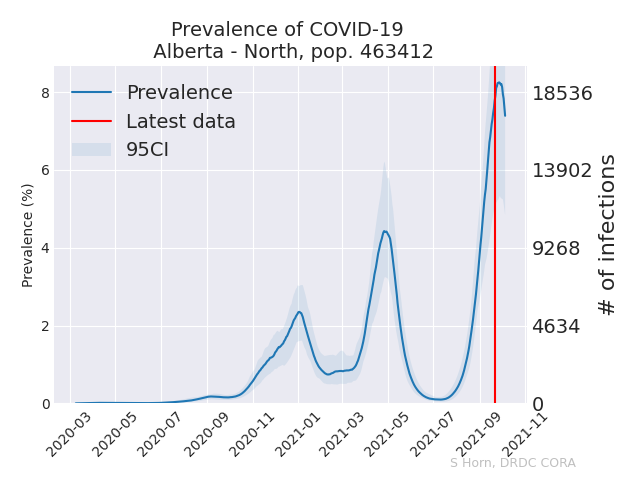 Prevalence of COVID-19
Alberta - North, pop. 463412
Prevalence
Latest data
95CI
Prevalence (%)
8
6
4
2
0
18536
13902
9268
4634
0
# of infections
2020-03
2020-05
2020-07
2020-09
2020-11
2021-01
2021-03
2021-05
2021-07
2021-09
2021-11
S Horn, DRDC CORA